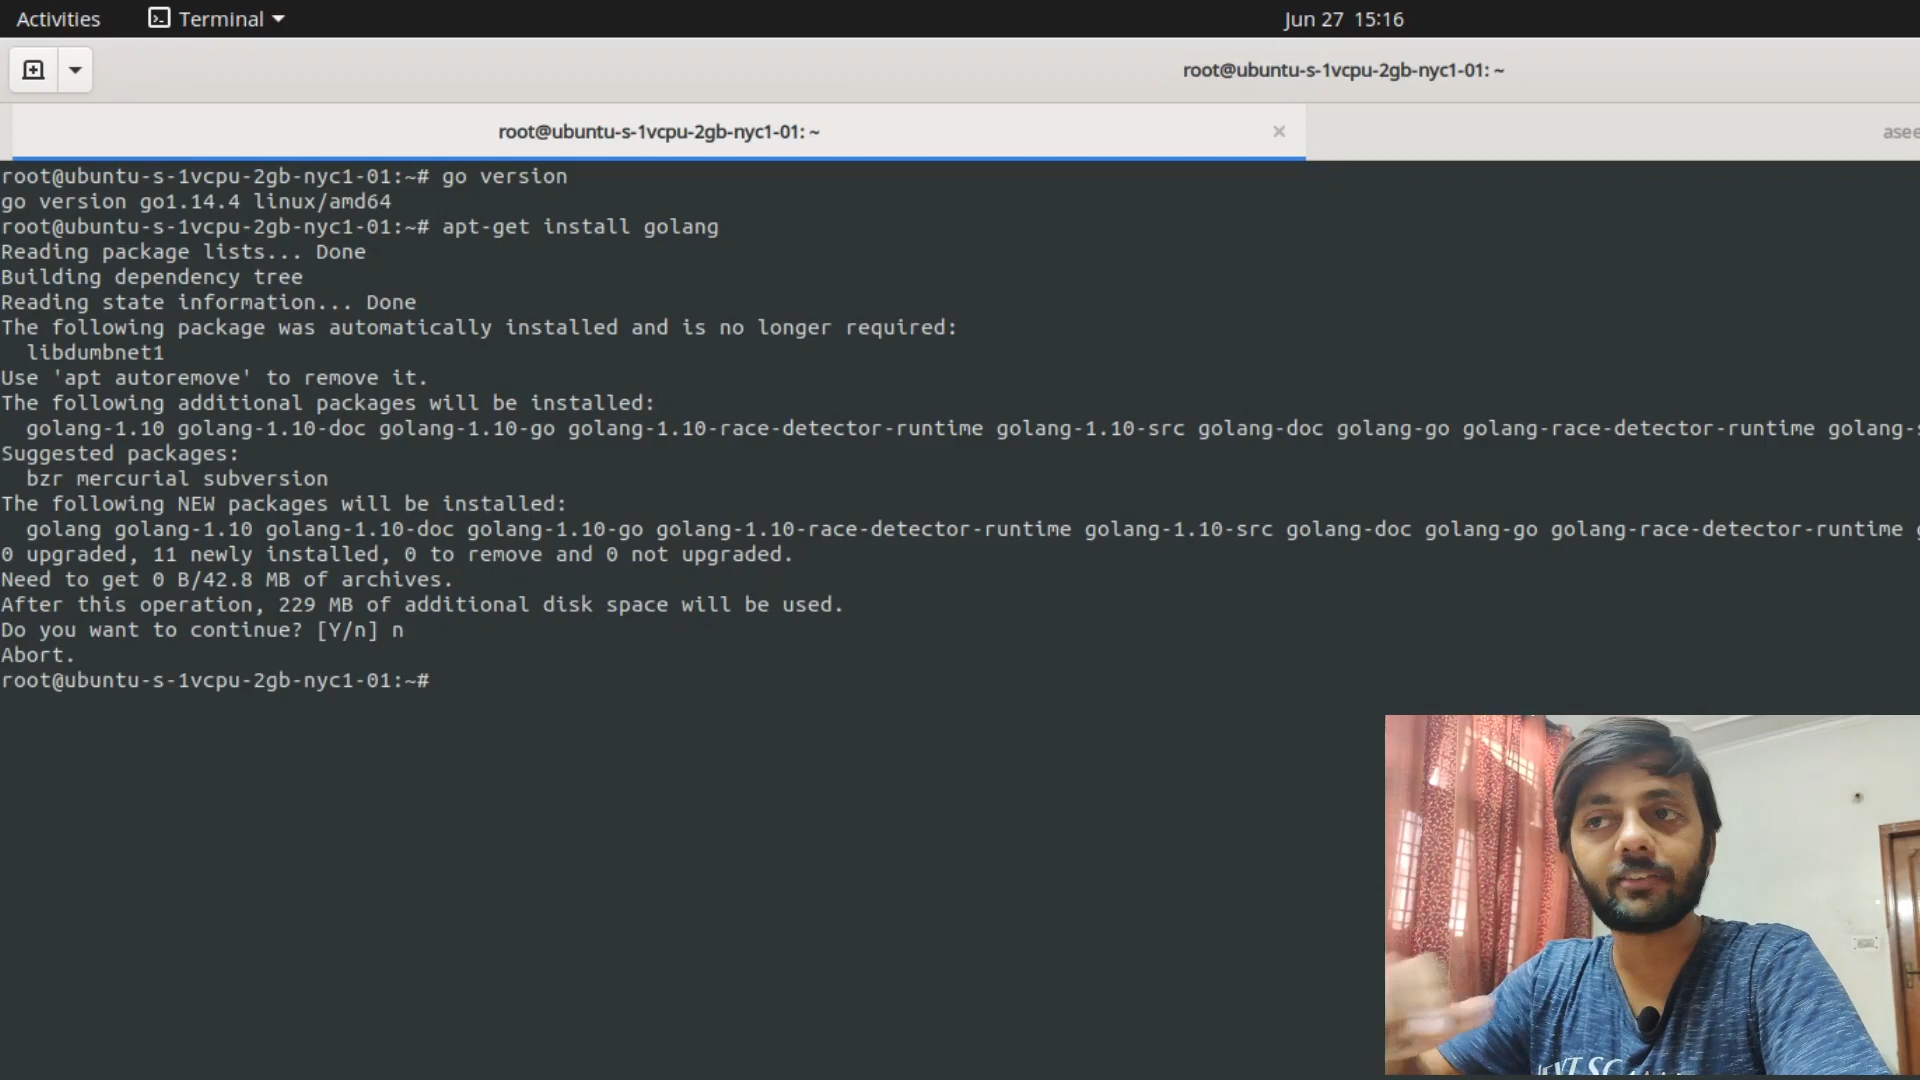 Activities
Terminal
Jun 27 15:16
root@ubuntu-s-1vcpu-2gb-nyc1-01: ~
root@ubuntu-s-1vcpu-2gb-nyc1-01: ~
asee
root@ubuntu-s-1vcpu-2gb-nyc1-01:~# go version
go version go1.14.4 linux/amd64
root@ubuntu-s-1vcpu-2gb-nyc1-01:~# apt-get install golang
Reading package lists... Done
Building dependency tree
Reading state information... Done
The following package was automatically installed and is no longer required:
libdumbnet1
Use 'apt autoremove' to remove it.
The following additional packages will be installed:
golang-1.10 golang-1.10-doc golang-1.10-go golang-1.10-race-detector-runtime golang-1.10-src golang-doc golang-go golang-race-detector-runtime golang-s
Suggested packages:
bzr mercurial subversion
The following NEW packages will be installed:
golang golang-1.10 golang-1.10-doc golang-1.10-go golang-1.10-race-detector-runtime golang-1.10-src golang-doc golang-go golang-race-detector-runtime
0 upgraded, 11 newly installed, 0 to remove and 0 not upgraded.
Need to get 0 B/42.8 MB of archives.
After this operation, 229 MB of additional disk space will be used.
Do you want to continue? [Y/n] n
Abort.
root@ubuntu-s-1vcpu-2gb-nyc1-01:~#